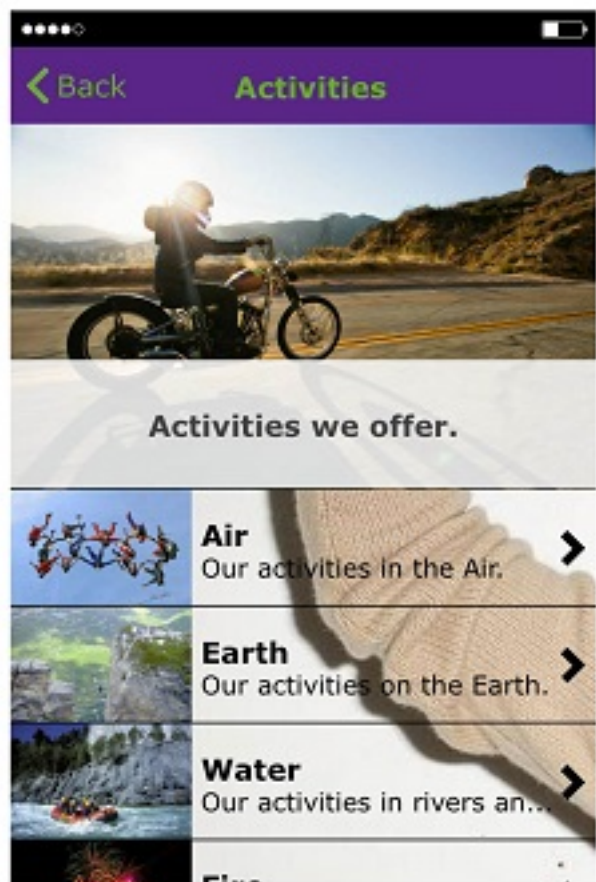 Back
Activities
Activities we offer.
Air
Our activities in the Air.
Earth
Our activities on the Earth.
Water
Our activities in rivers an...
Fire